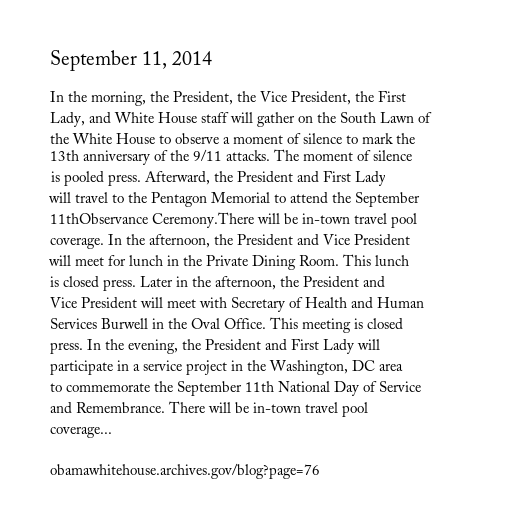 September 11, 2014
In the morning, the President, the Vice President, the First
Lady, and White House staff will gather on the South Lawn of
the White House to observe a moment of silence to mark the
13th anniversary of the 9/11 attacks. The moment of silence
is pooled press. Afterward, the President and First Lady
will travel to the Pentagon Memorial to attend the September
11thObservance Ceremony.There will be in-town travel pool
coverage. In the afternoon, the President and Vice President
will meet for lunch in the Private Dining Room. This lunch
is closed press. Later in the afternoon, the President and
Vice President will meet with Secretary of Health and Human
Services Burwell in the Oval Office. This meeting is closed
press. In the evening, the President and First Lady will
participate in a service project in the Washington, DC area
to commemorate the September 11th National Day of Service
and Remembrance. There will be in-town travel pool
coverage...
obamawhitehouse.archives.gov/blog?page=76